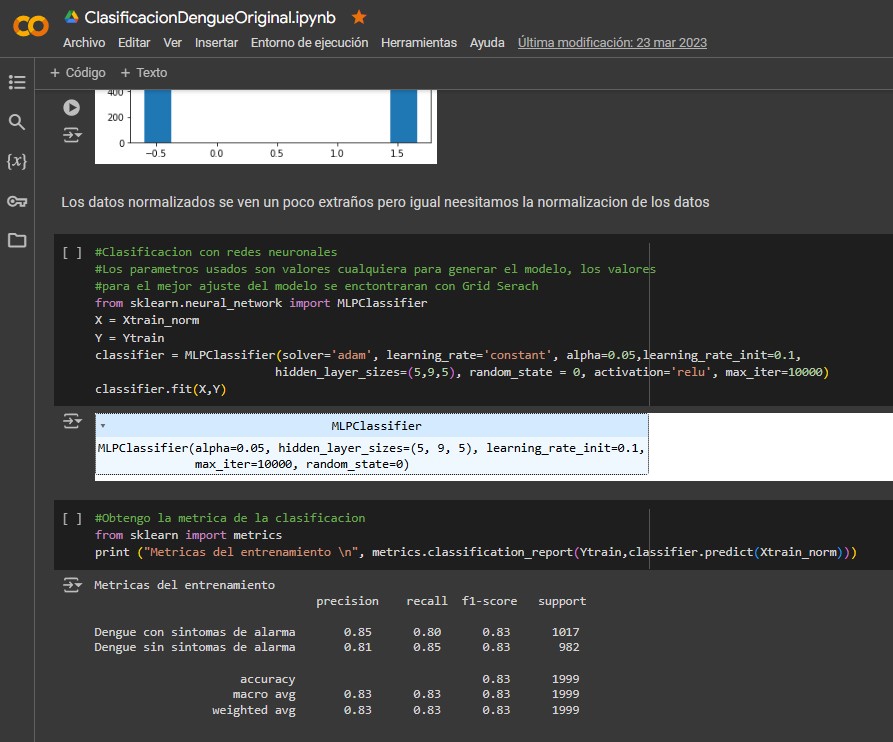 ClasificacionDengueOriginal.ipynb
Archivo Editar Ver Insertar Entorno de ejecución Herramientas Ayuda Última modificación: 23 mar 2023
+ Código + Texto
400
200
0
−0.5 0.0 0.5 1.0 1.5
{x}
Los datos normalizados se ven un poco extraños pero igual neesitamos la normalizacion de los datos
[ ] #Clasificacion con redes neuronales
#Los parametros usados son valores cualquiera para generar el modelo, los valores
#para el mejor ajuste del modelo se enctontraran con Grid Serach
from sklearn.neural_network import MLPClassifier
X = Xtrain_norm
Y = Ytrain
classifier = MLPClassifier(solver='adam', learning_rate='constant', alpha=0.05,learning_rate_init=0.1,
hidden_layer_sizes=(5,9,5), random_state = 0, activation='relu', max_iter=10000)
classifier.fit(X,Y)
MLPClassifier
MLPClassifier(alpha=0.05, hidden_layer_sizes=(5, 9, 5), learning_rate_init=0.1,
max_iter=10000, random_state=0)
[ ] #Obtengo la metrica de la clasificacion
from sklearn import metrics
print ("Metricas del entrenamiento \n", metrics.classification_report(Ytrain,classifier.predict(Xtrain_norm)))
Metricas del entrenamiento
precision recall f1-score support
Dengue con sintomas de alarma 0.85 0.80 0.83 1017
Dengue sin sintomas de alarma 0.81 0.85 0.83 982
accuracy 0.83 1999
macro avg 0.83 0.83 0.83 1999
weighted avg 0.83 0.83 0.83 1999